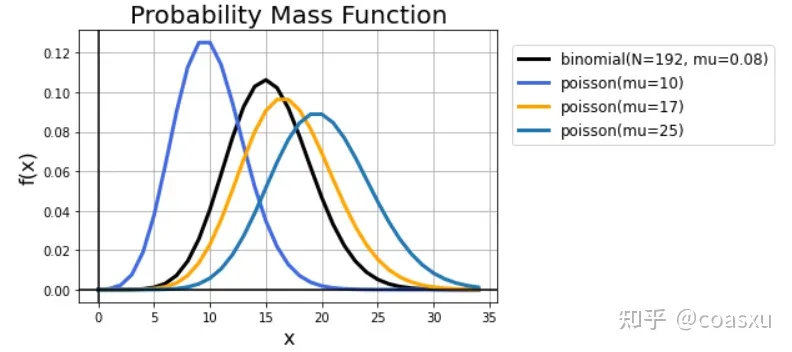 Probability Mass Function
f(x)
0.12
0.10
0.08
0.06
0.04
0.02
0.00
0
5
10
15
20
25
30
35
x
binomial(N=192, mu=0.08)
poisson(mu=10)
poisson(mu=17)
poisson(mu=25)
知乎 @coasxu